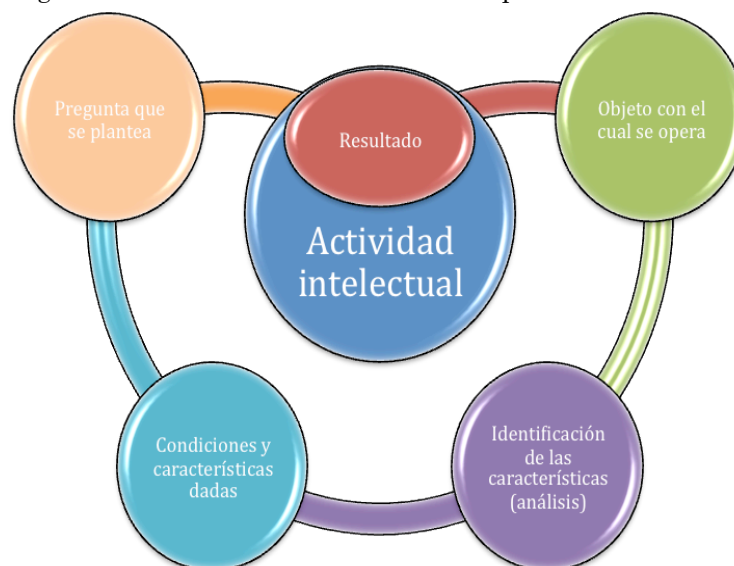 Pregunta que
se plantea
Resultado
Objeto con el
cual se opera
Actividad
intelectual
Condiciones y
características
dadas
Identificación
de las
características
(análisis)